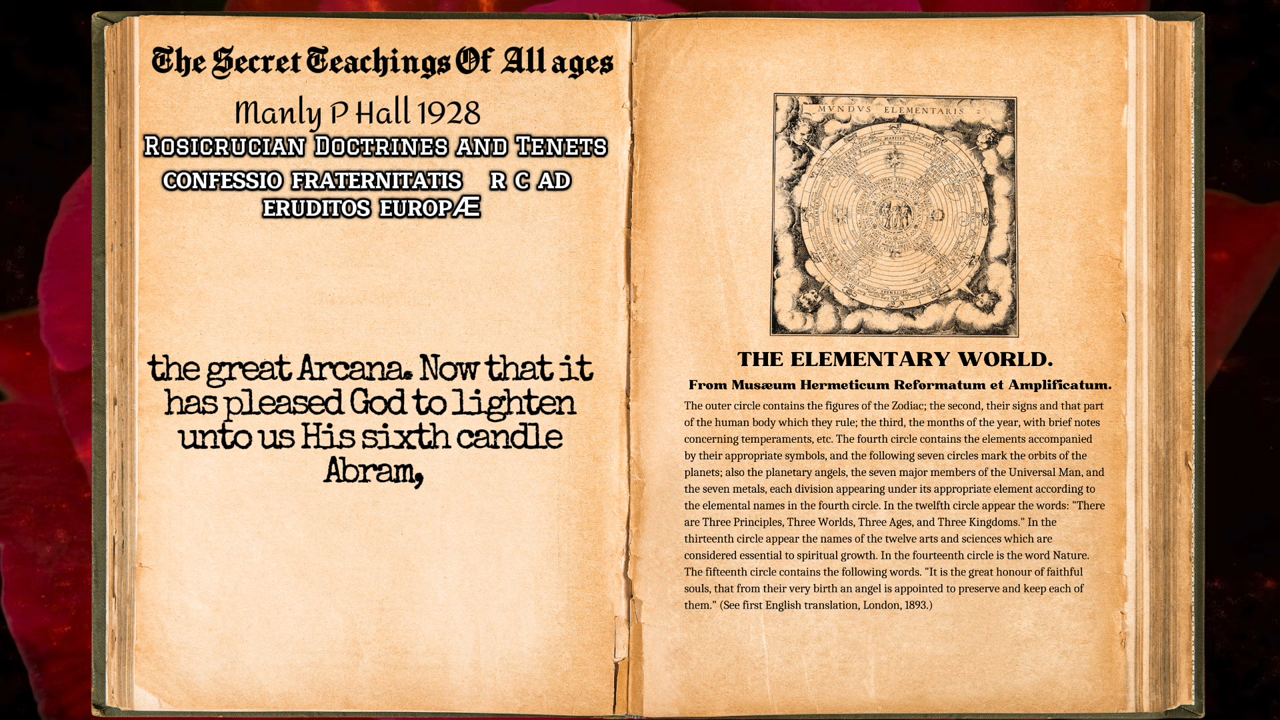 The Secret Teachings Of All ages
Manly P Hall 1928
Rosicrucian Doctrines and Tenets
CONFESSIO FRATERNITATIS R C AD
ERUDITOS EUROPÆ
the great Arcana. Now that it
has pleased God to lighten
unto us His sixth candle
Abram,
MVNDVS ELEMENTARIS
THE ELEMENTARY WORLD.
From Musæum Hermeticum Reformatum et Amplificatum.
The outer circle contains the figures of the Zodiac; the second, their signs and that part
of the human body which they rule; the third, the months of the year, with brief notes
concerning temperaments, etc. The fourth circle contains the elements accompanied
by their appropriate symbols, and the following seven circles mark the orbits of the
planets; also the planetary angels, the seven major members of the Universal Man, and
the seven metals, each division appearing under its appropriate element according to
the elemental names in the fourth circle. In the twelfth circle appear the words: "There
are Three Principles, Three Worlds, Three Ages, and Three Kingdoms." In the
thirteenth circle appear the names of the twelve arts and sciences which are
considered essential to spiritual growth. In the fourteenth circle is the word Nature.
The fifteenth circle contains the following words. "It is the great honour of faithful
souls, that from their very birth an angel is appointed to preserve and keep each of
them." (See first English translation, London, 1893.)